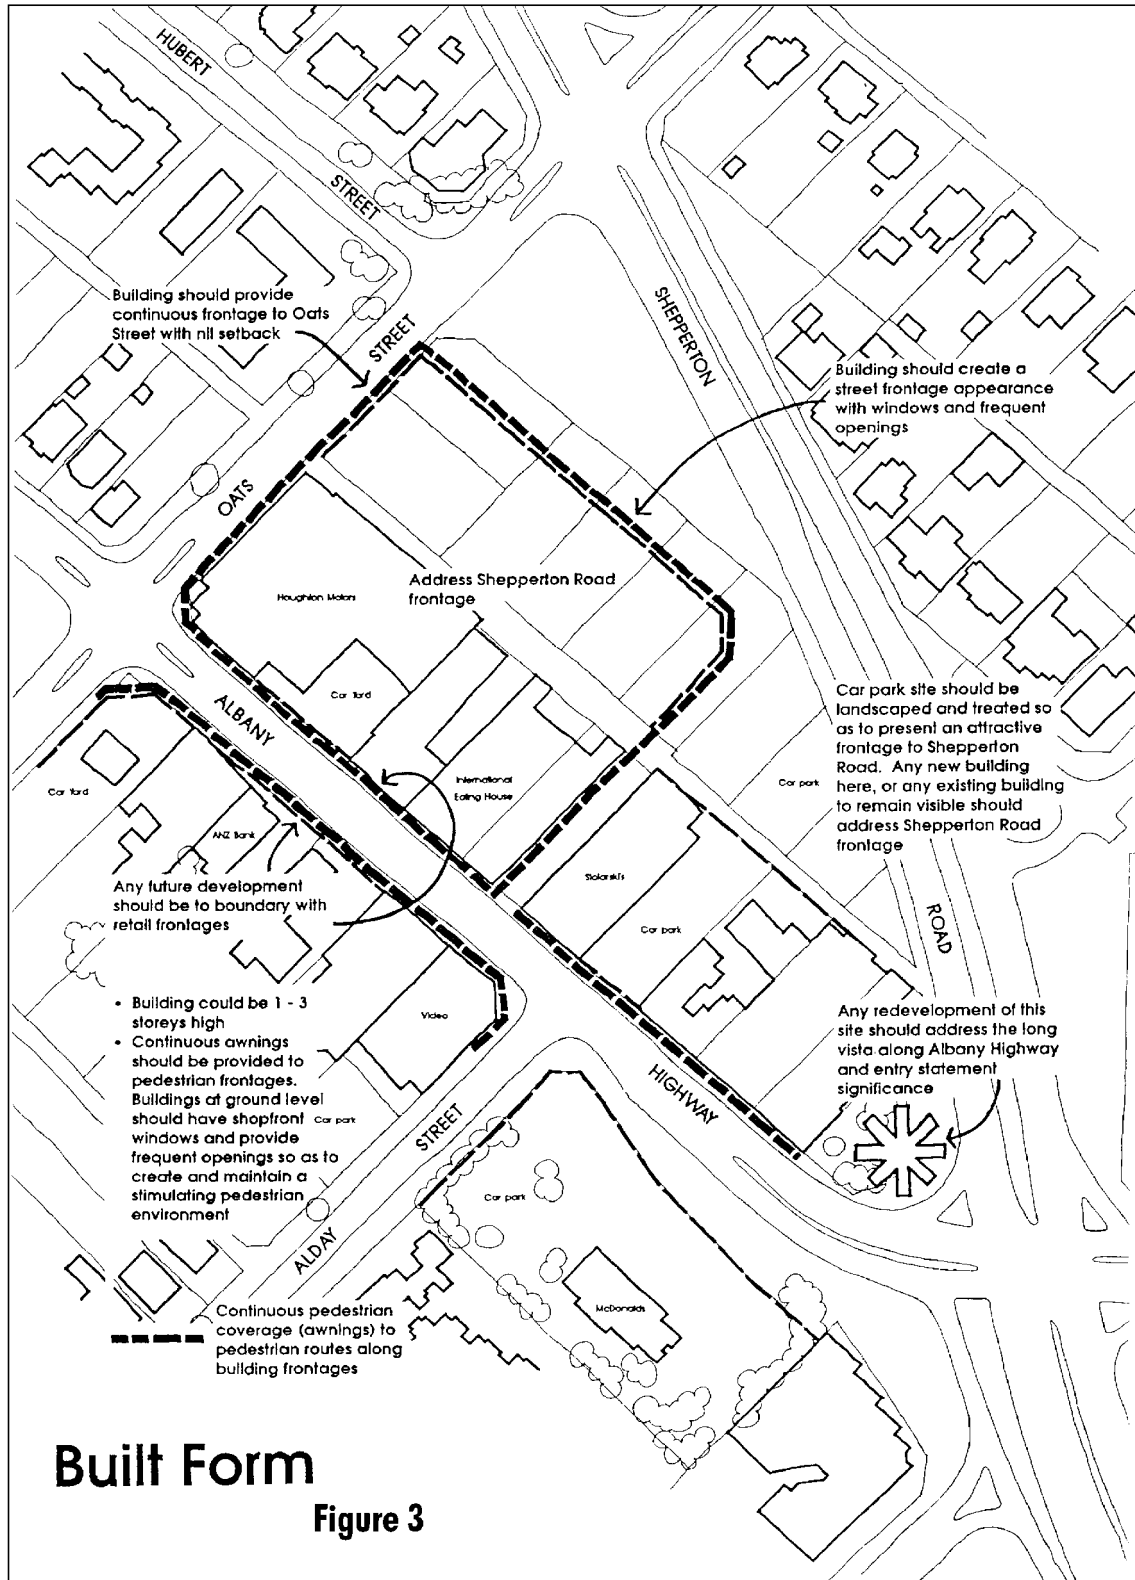 HUBERT
STREET
Building should provide
continuous frontage to Oats
Street with nil setback
STREET
SHEPPERTON
Building should create a
street frontage appearance
with windows and frequent
openings
OATS
Address Shepperton Road
frontage
Houghton Motors
Car Yard
ALBANY
Car park site should be
landscaped and treated so
as to present an attractive
frontage to Shepperton
Road. Any new building
here, or any existing building
to remain visible should
address Shepperton Road
frontage
Car park
International
Eating House
Car Yard
ANZ Bank
Stolarski's
Any future development
should be to boundary with
retail frontages
Car park
ROAD
• Building could be 1 - 3
storeys high
• Continuous awnings
should be provided to
pedestrian frontages.
Buildings at ground level
should have shopfront
windows and provide
frequent openings so as to
create and maintain a
stimulating pedestrian
environment
Video
Car park
Any redevelopment of this
site should address the long
vista along Albany Highway
and entry statement
significance
HIGHWAY
STREET
Car park
ALDAY
McDonalds
Continuous pedestrian
coverage (awnings) to
pedestrian routes along
building frontages
Built Form
Figure 3